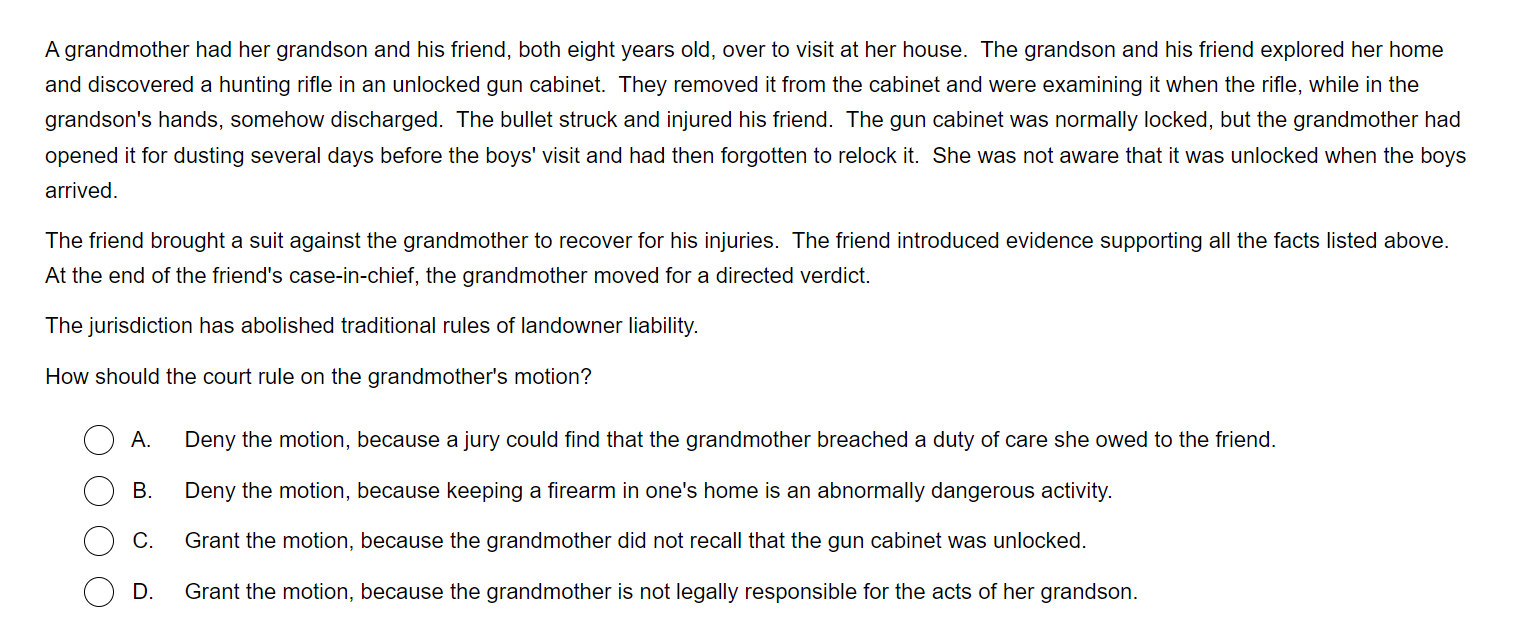 A grandmother had her grandson and his friend, both eight years old, over to visit at her house.  The grandson and his friend explored her home
and discovered a hunting rifle in an unlocked gun cabinet.  They removed it from the cabinet and were examining it when the rifle, while in the
grandson's hands, somehow discharged.  The bullet struck and injured his friend.  The gun cabinet was normally locked, but the grandmother had
opened it for dusting several days before the boys' visit and had then forgotten to relock it.  She was not aware that it was unlocked when the boys
arrived.
The friend brought a suit against the grandmother to recover for his injuries.  The friend introduced evidence supporting all the facts listed above.
At the end of the friend's case-in-chief, the grandmother moved for a directed verdict.
The jurisdiction has abolished traditional rules of landowner liability.
How should the court rule on the grandmother's motion?
A. Deny the motion, because a jury could find that the grandmother breached a duty of care she owed to the friend.
B. Deny the motion, because keeping a firearm in one's home is an abnormally dangerous activity.
C. Grant the motion, because the grandmother did not recall that the gun cabinet was unlocked.
D. Grant the motion, because the grandmother is not legally responsible for the acts of her grandson.